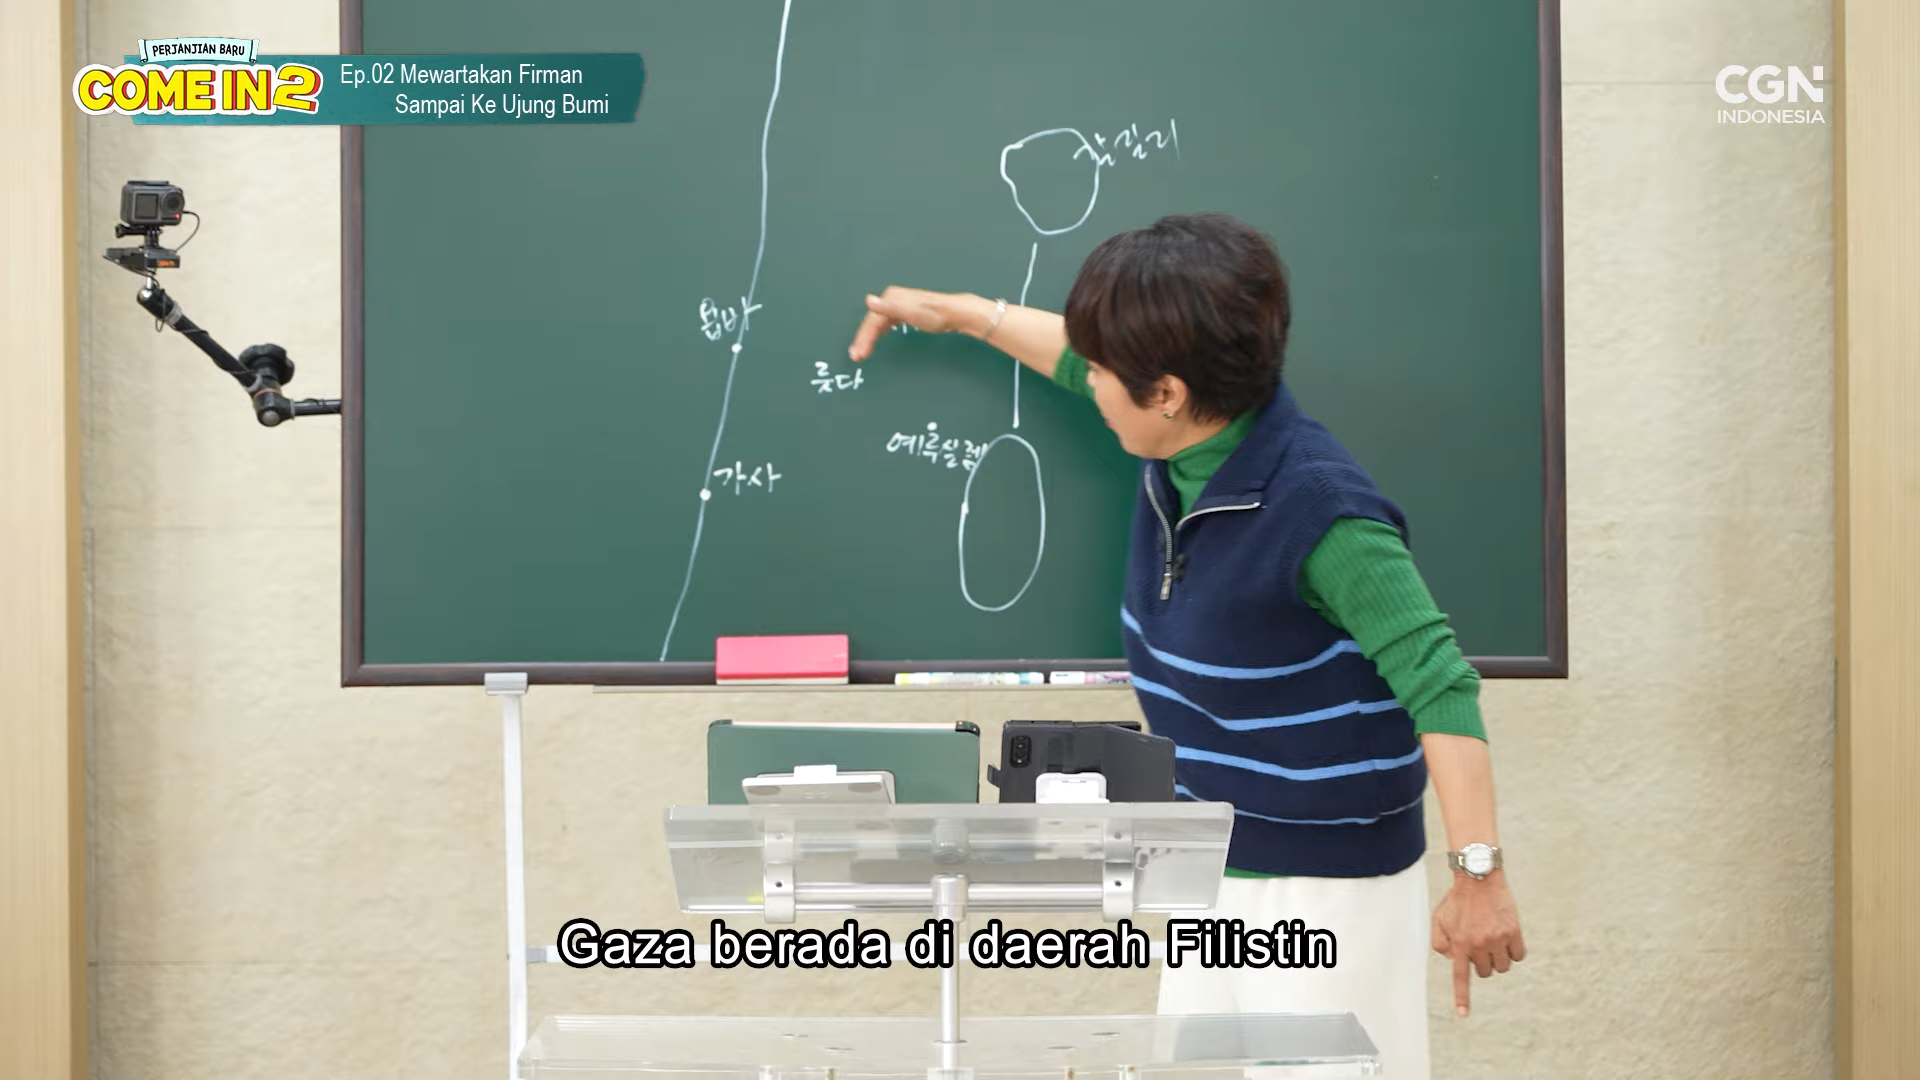 PERJANJIAN BARU
COME IN 2
Ep.02 Mewartakan Firman
Sampai Ke Ujung Bumi
CGN
INDONESIA
갈릴리
욥바
룻다
예루살렘
가사
Gaza berada di daerah Filistin